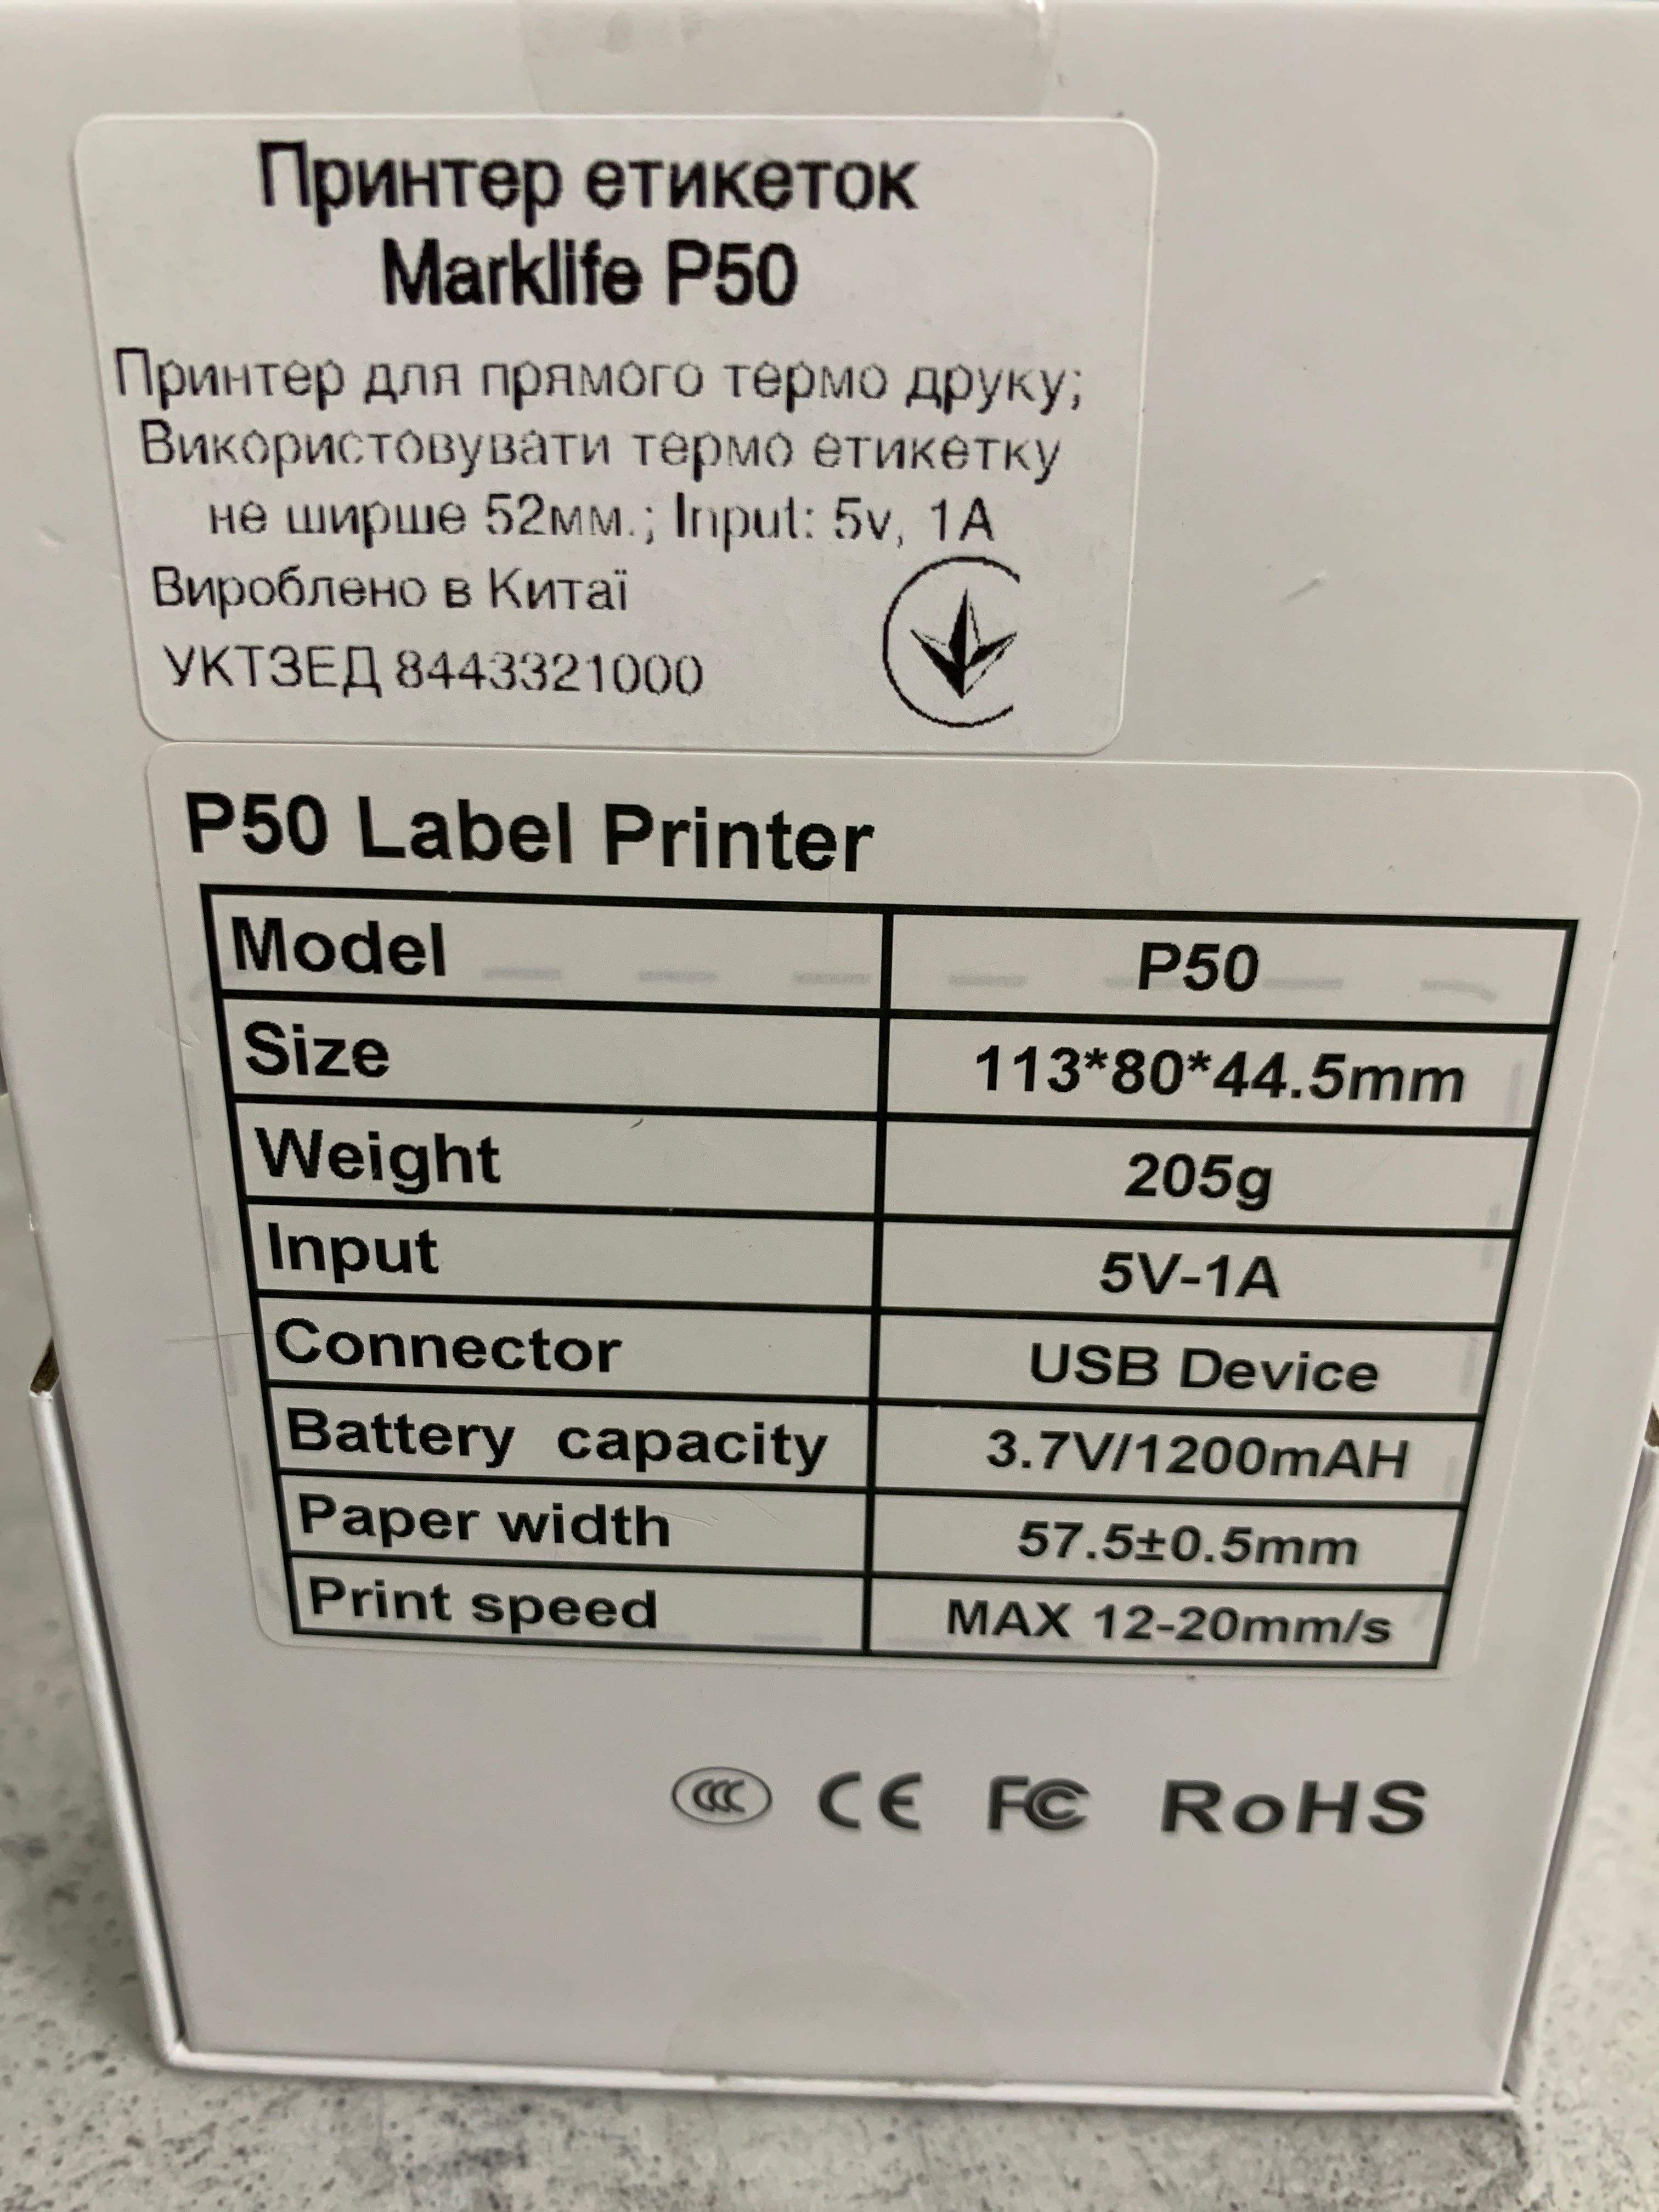 Принтер етикеток
Marklife P50
Принтер для прямого термо друку;
Використовувати термо етикетку
не ширше 52мм.; Input: 5v, 1A
Вироблено в Китаї
УКТЗЕД 8443321000
P50 Label Printer
Model P50
Size 113*80*44.5mm
Weight 205g
Input 5V-1A
Connector USB Device
Battery capacity 3.7V/1200mAH
Paper width 57.5±0.5mm
Print speed MAX 12-20mm/s
CCC CE FC RoHS